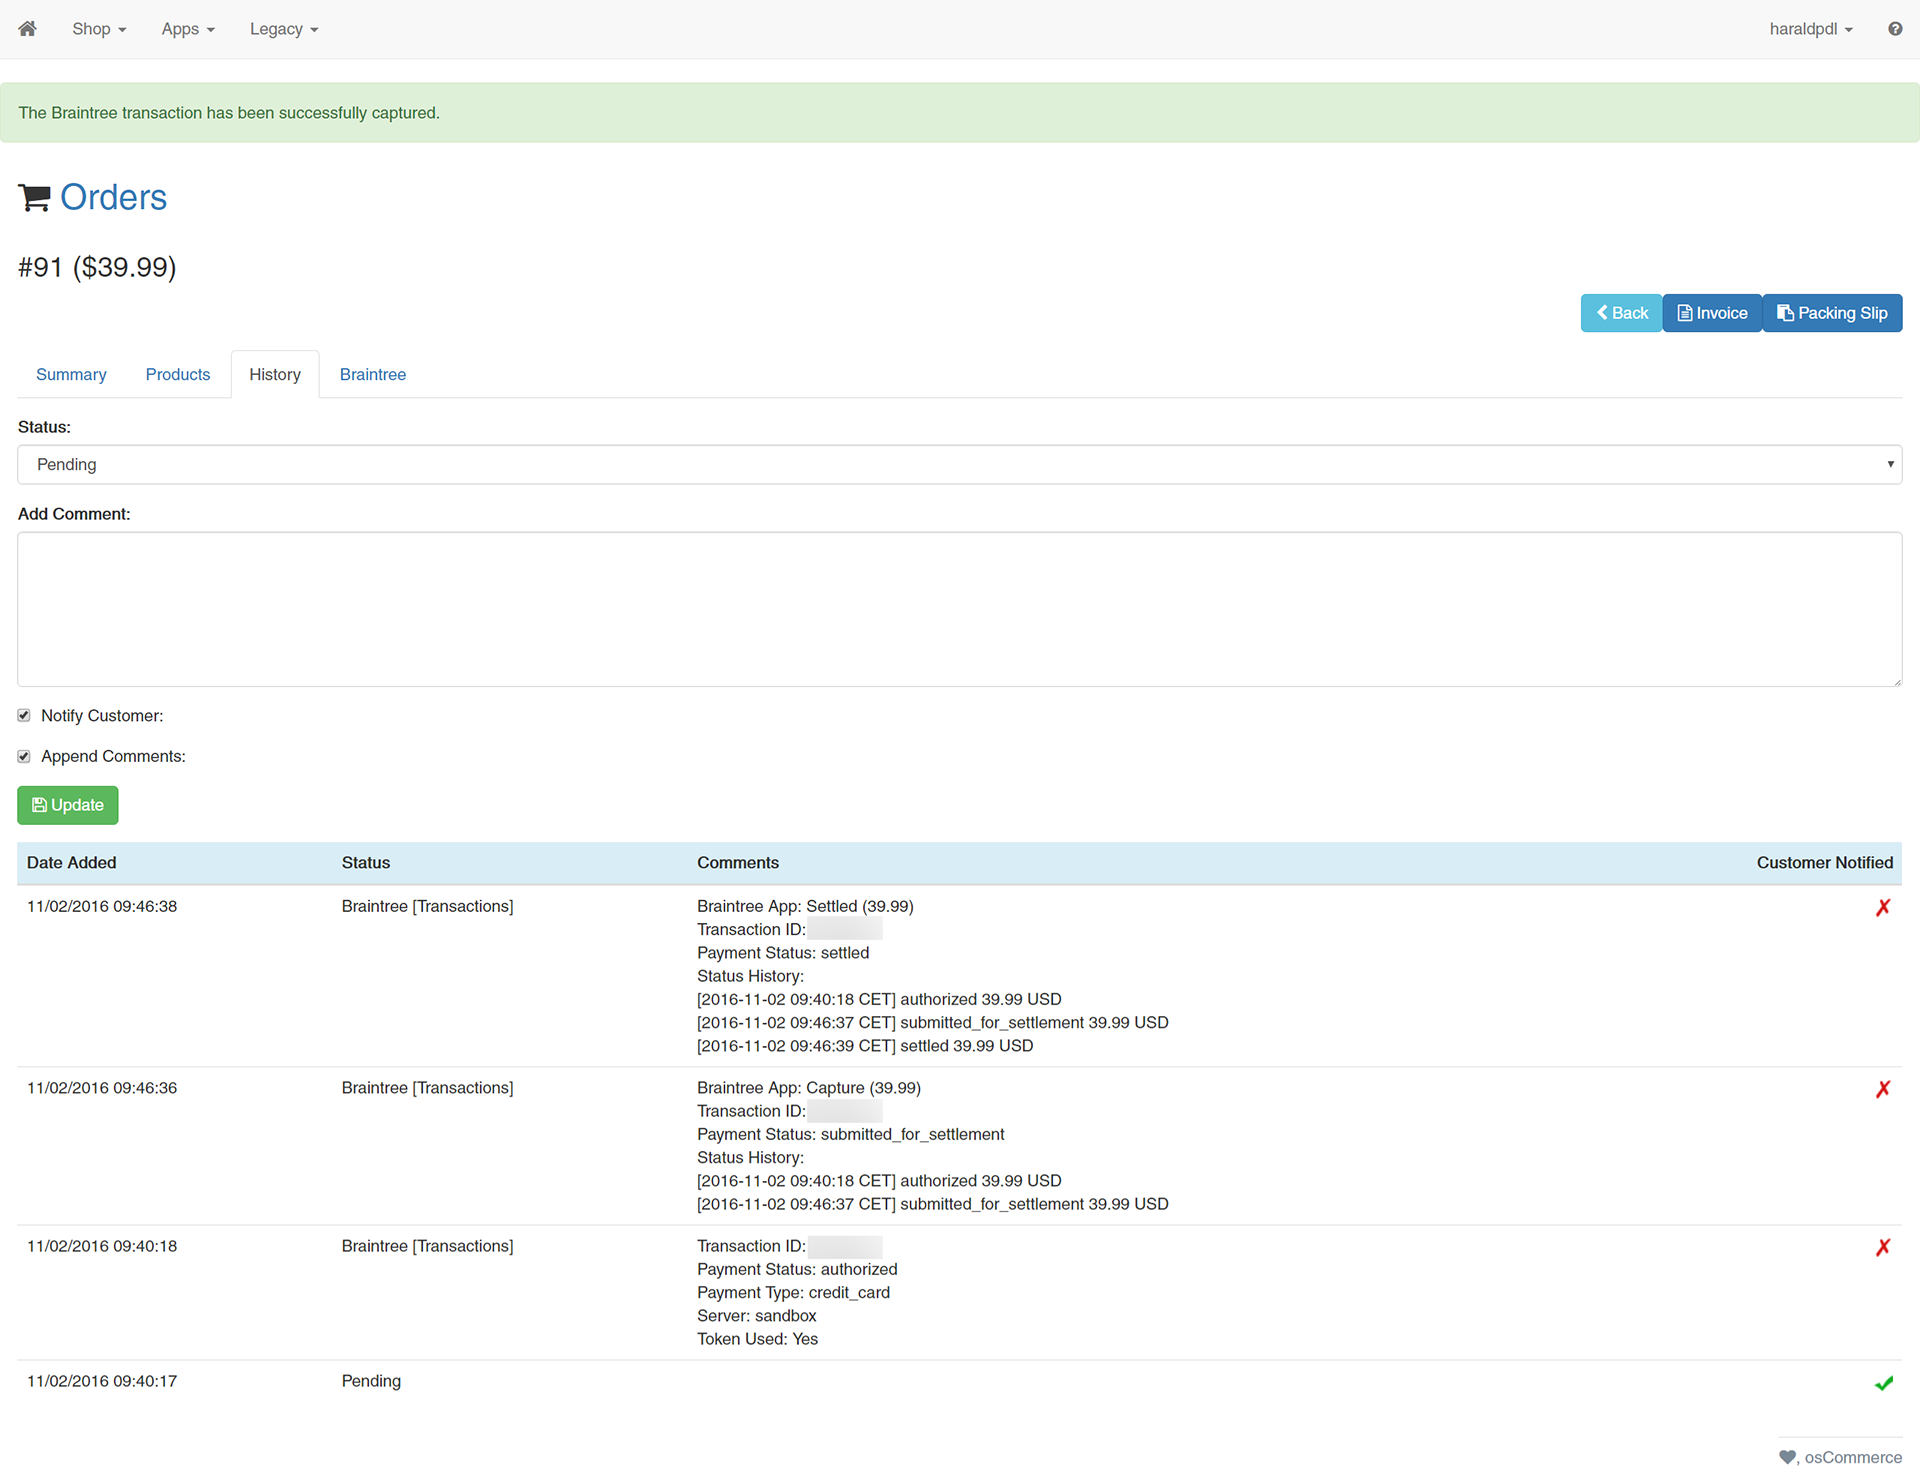 Shop Apps Legacy haraldpdl
The Braintree transaction has been successfully captured.
Orders
#91 ($39.99)
Back Invoice Packing Slip
Summary Products History Braintree
Status:
Pending
Add Comment:
Notify Customer:
Append Comments:
Update
Date Added Status Comments Customer Notified
11/02/2016 09:46:38 Braintree [Transactions] Braintree App: Settled (39.99)
Transaction ID:
Payment Status: settled
Status History:
[2016-11-02 09:40:18 CET] authorized 39.99 USD
[2016-11-02 09:46:37 CET] submitted_for_settlement 39.99 USD
[2016-11-02 09:46:39 CET] settled 39.99 USD
11/02/2016 09:46:36 Braintree [Transactions] Braintree App: Capture (39.99)
Transaction ID:
Payment Status: submitted_for_settlement
Status History:
[2016-11-02 09:40:18 CET] authorized 39.99 USD
[2016-11-02 09:46:37 CET] submitted_for_settlement 39.99 USD
11/02/2016 09:40:18 Braintree [Transactions] Transaction ID:
Payment Status: authorized
Payment Type: credit_card
Server: sandbox
Token Used: Yes
11/02/2016 09:40:17 Pending
, osCommerce